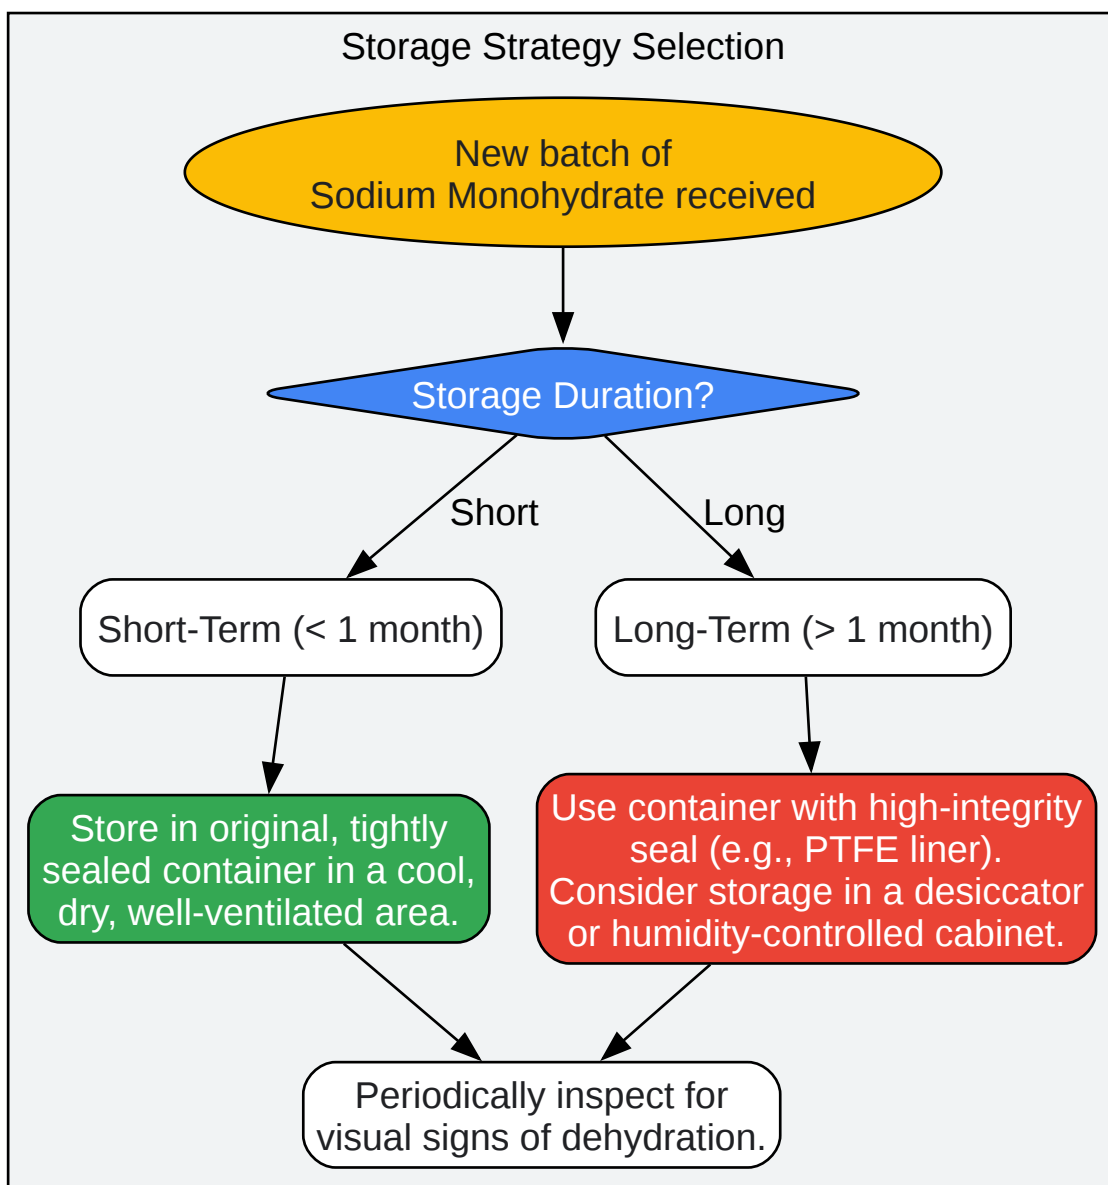 Storage Strategy Selection
New batch of
Sodium Monohydrate received
Storage Duration?
Short
Long
Short-Term (< 1 month)
Long-Term (> 1 month)
Store in original, tightly
sealed container in a cool,
dry, well-ventilated area.
Use container with high-integrity
seal (e.g., PTFE liner).
Consider storage in a desiccator
or humidity-controlled cabinet.
Periodically inspect for
visual signs of dehydration.